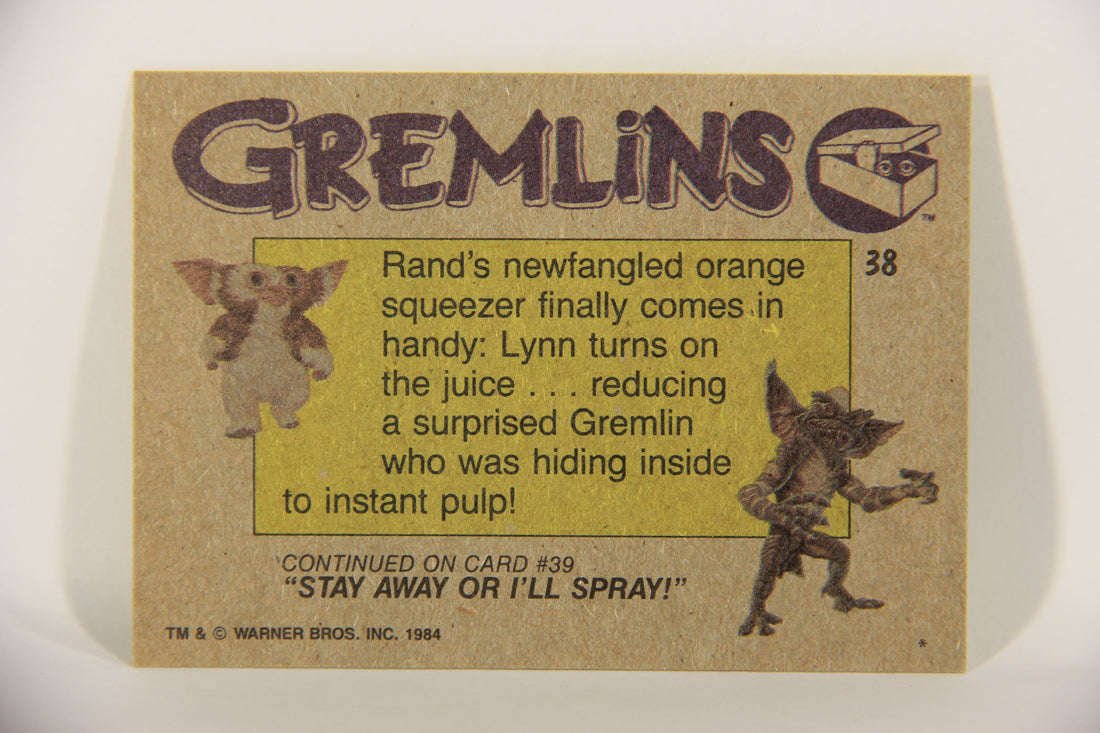 GREMLiNS
TM
38
Rand's newfangled orange
squeezer finally comes in
handy: Lynn turns on
the juice . . . reducing
a surprised Gremlin
who was hiding inside
to instant pulp!
CONTINUED ON CARD #39
“STAY AWAY OR I'LL SPRAY!”
TM & © WARNER BROS. INC. 1984
*